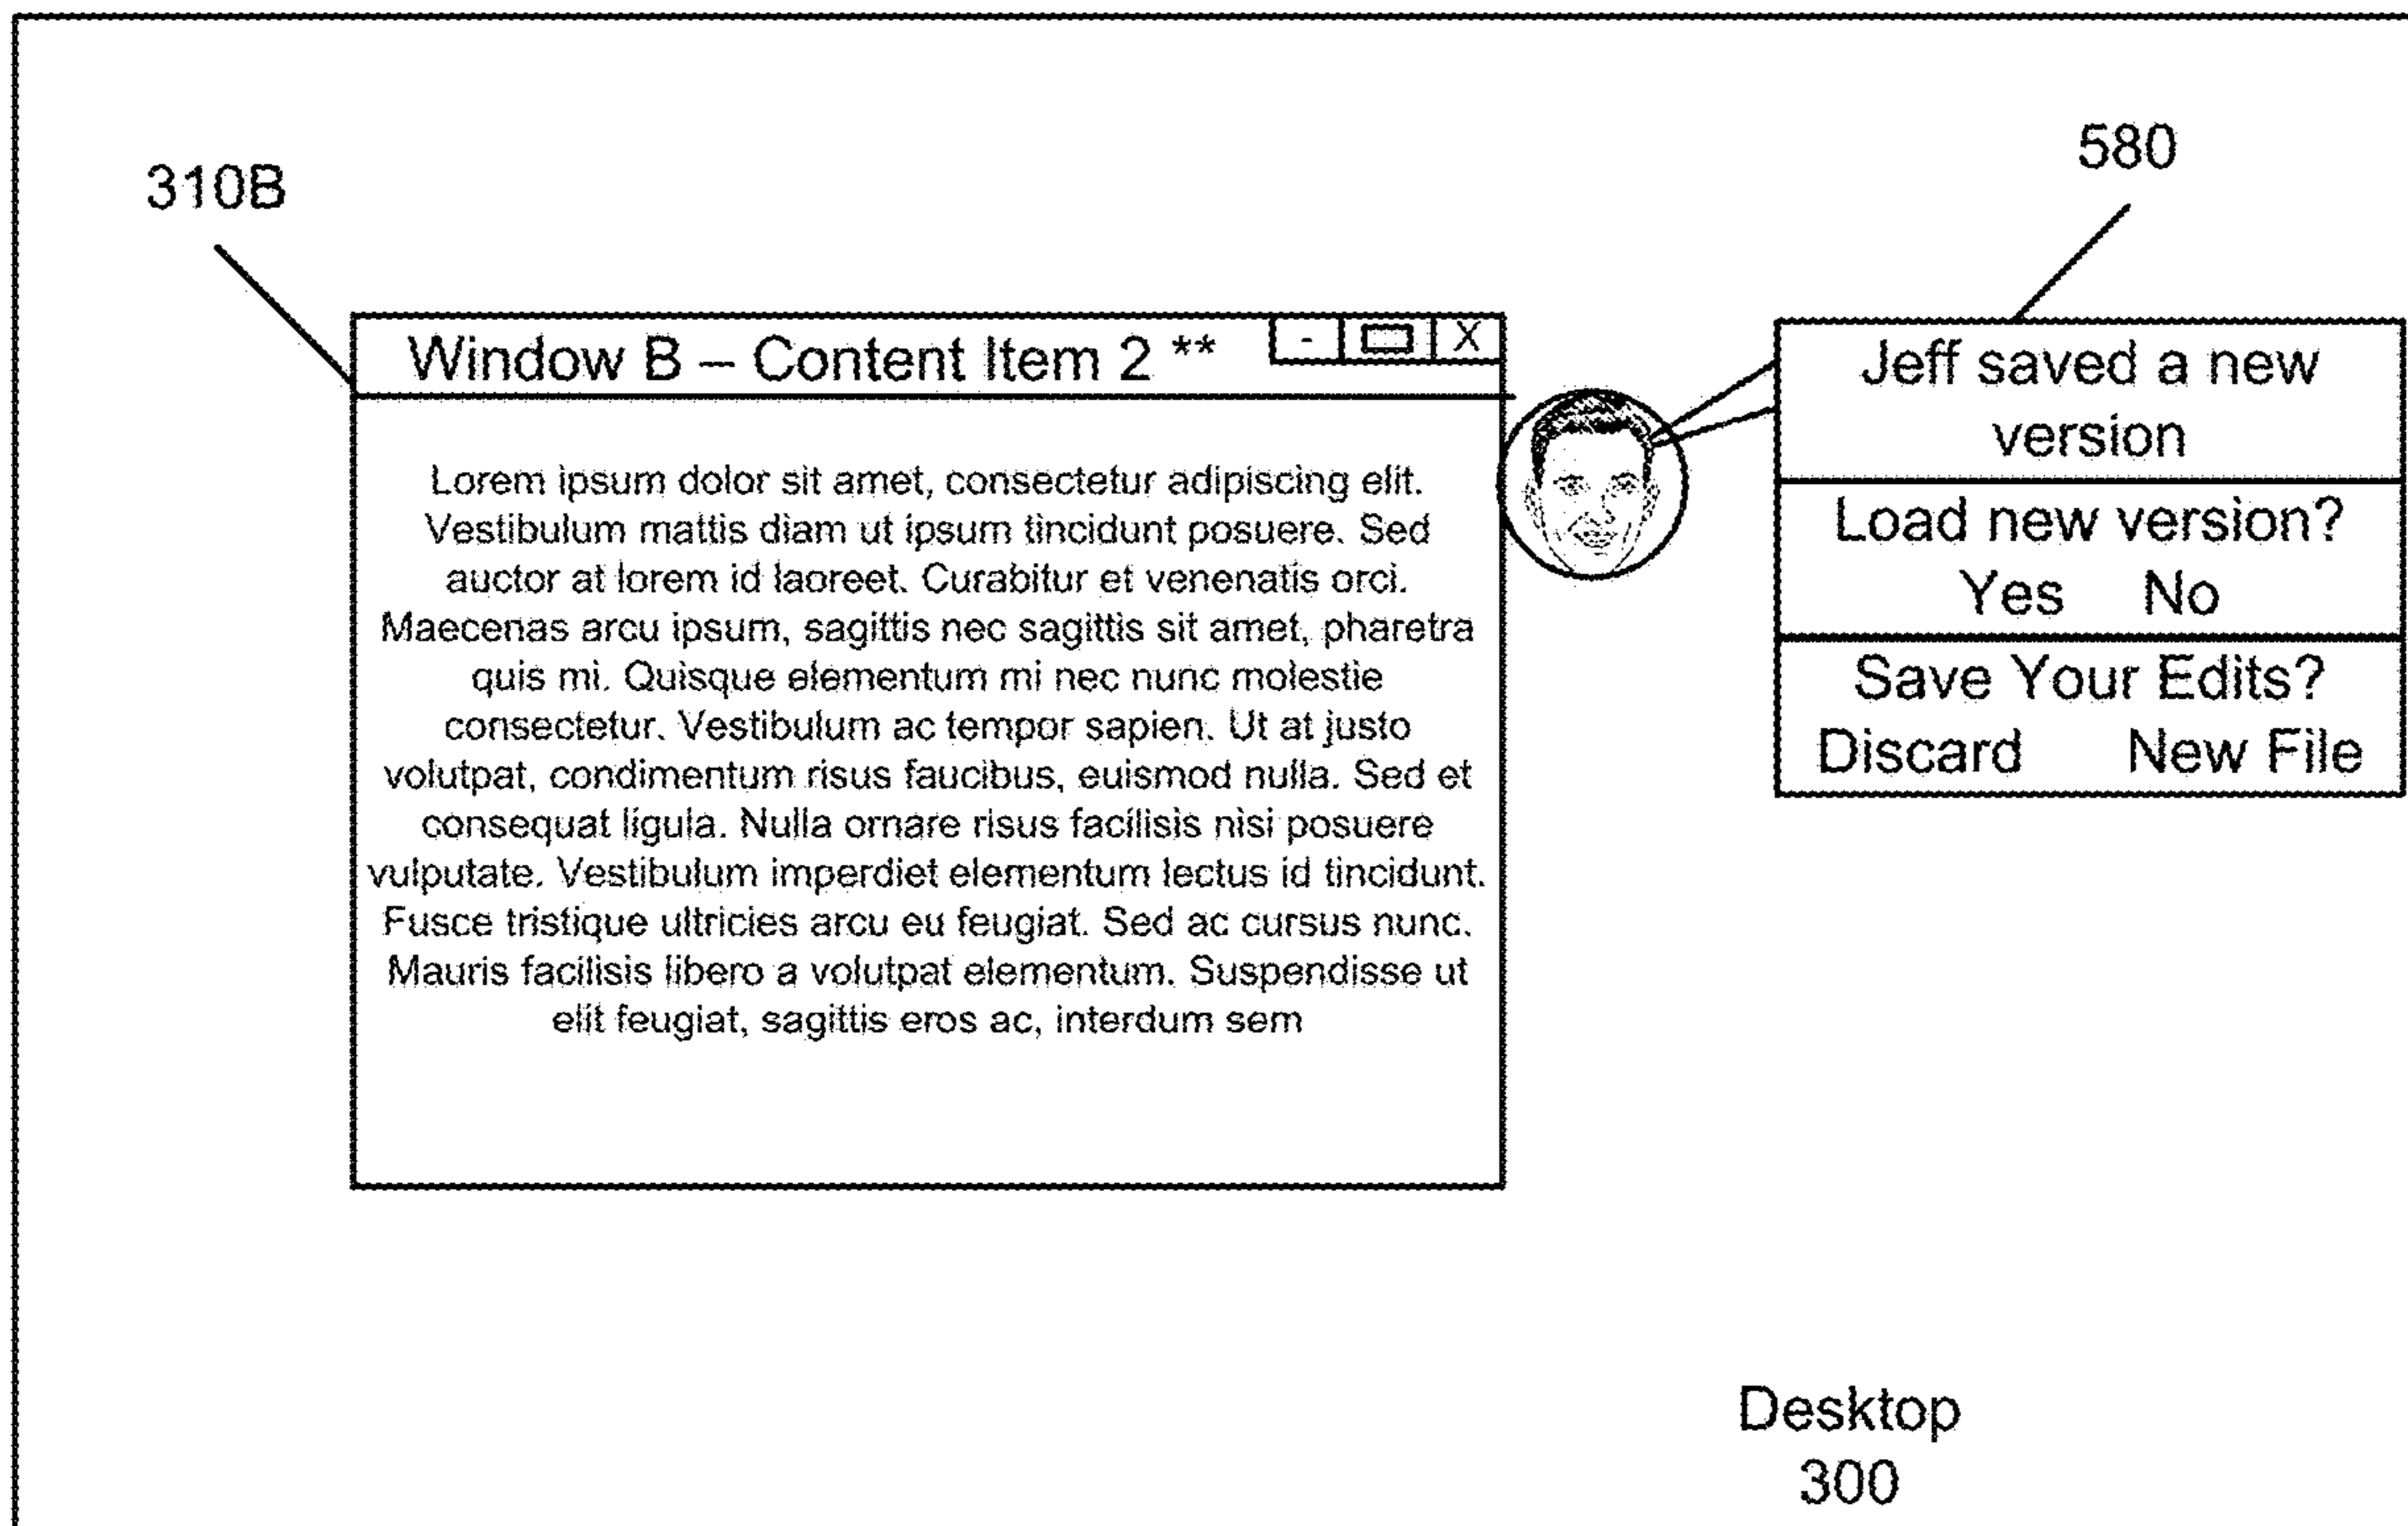 310B
580
Window B – Content Item 2 **
- X
Lorem ipsum dolor sit amet, consectetur adipiscing elit.
Vestibulum mattis diam ut ipsum tincidunt posuere. Sed
auctor at lorem id laoreet. Curabitur et venenatis orci.
Maecenas arcu ipsum, sagittis nec sagittis sit amet, pharetra
quis mi. Quisque elementum mi nec nunc molestie
consectetur. Vestibulum ac tempor sapien. Ut at justo
volutpat, condimentum risus faucibus, euismod nulla. Sed et
consequat ligula. Nulla ornare risus facilisis nisi posuere
vulputate. Vestibulum imperdiet elementum lectus id tincidunt.
Fusce tristique ultricies arcu eu feugiat. Sed ac cursus nunc.
Mauris facilisis libero a volutpat elementum. Suspendisse ut
elit feugiat, sagittis eros ac, interdum sem
Jeff saved a new
version
Load new version?
Yes No
Save Your Edits?
Discard New File
Desktop
300